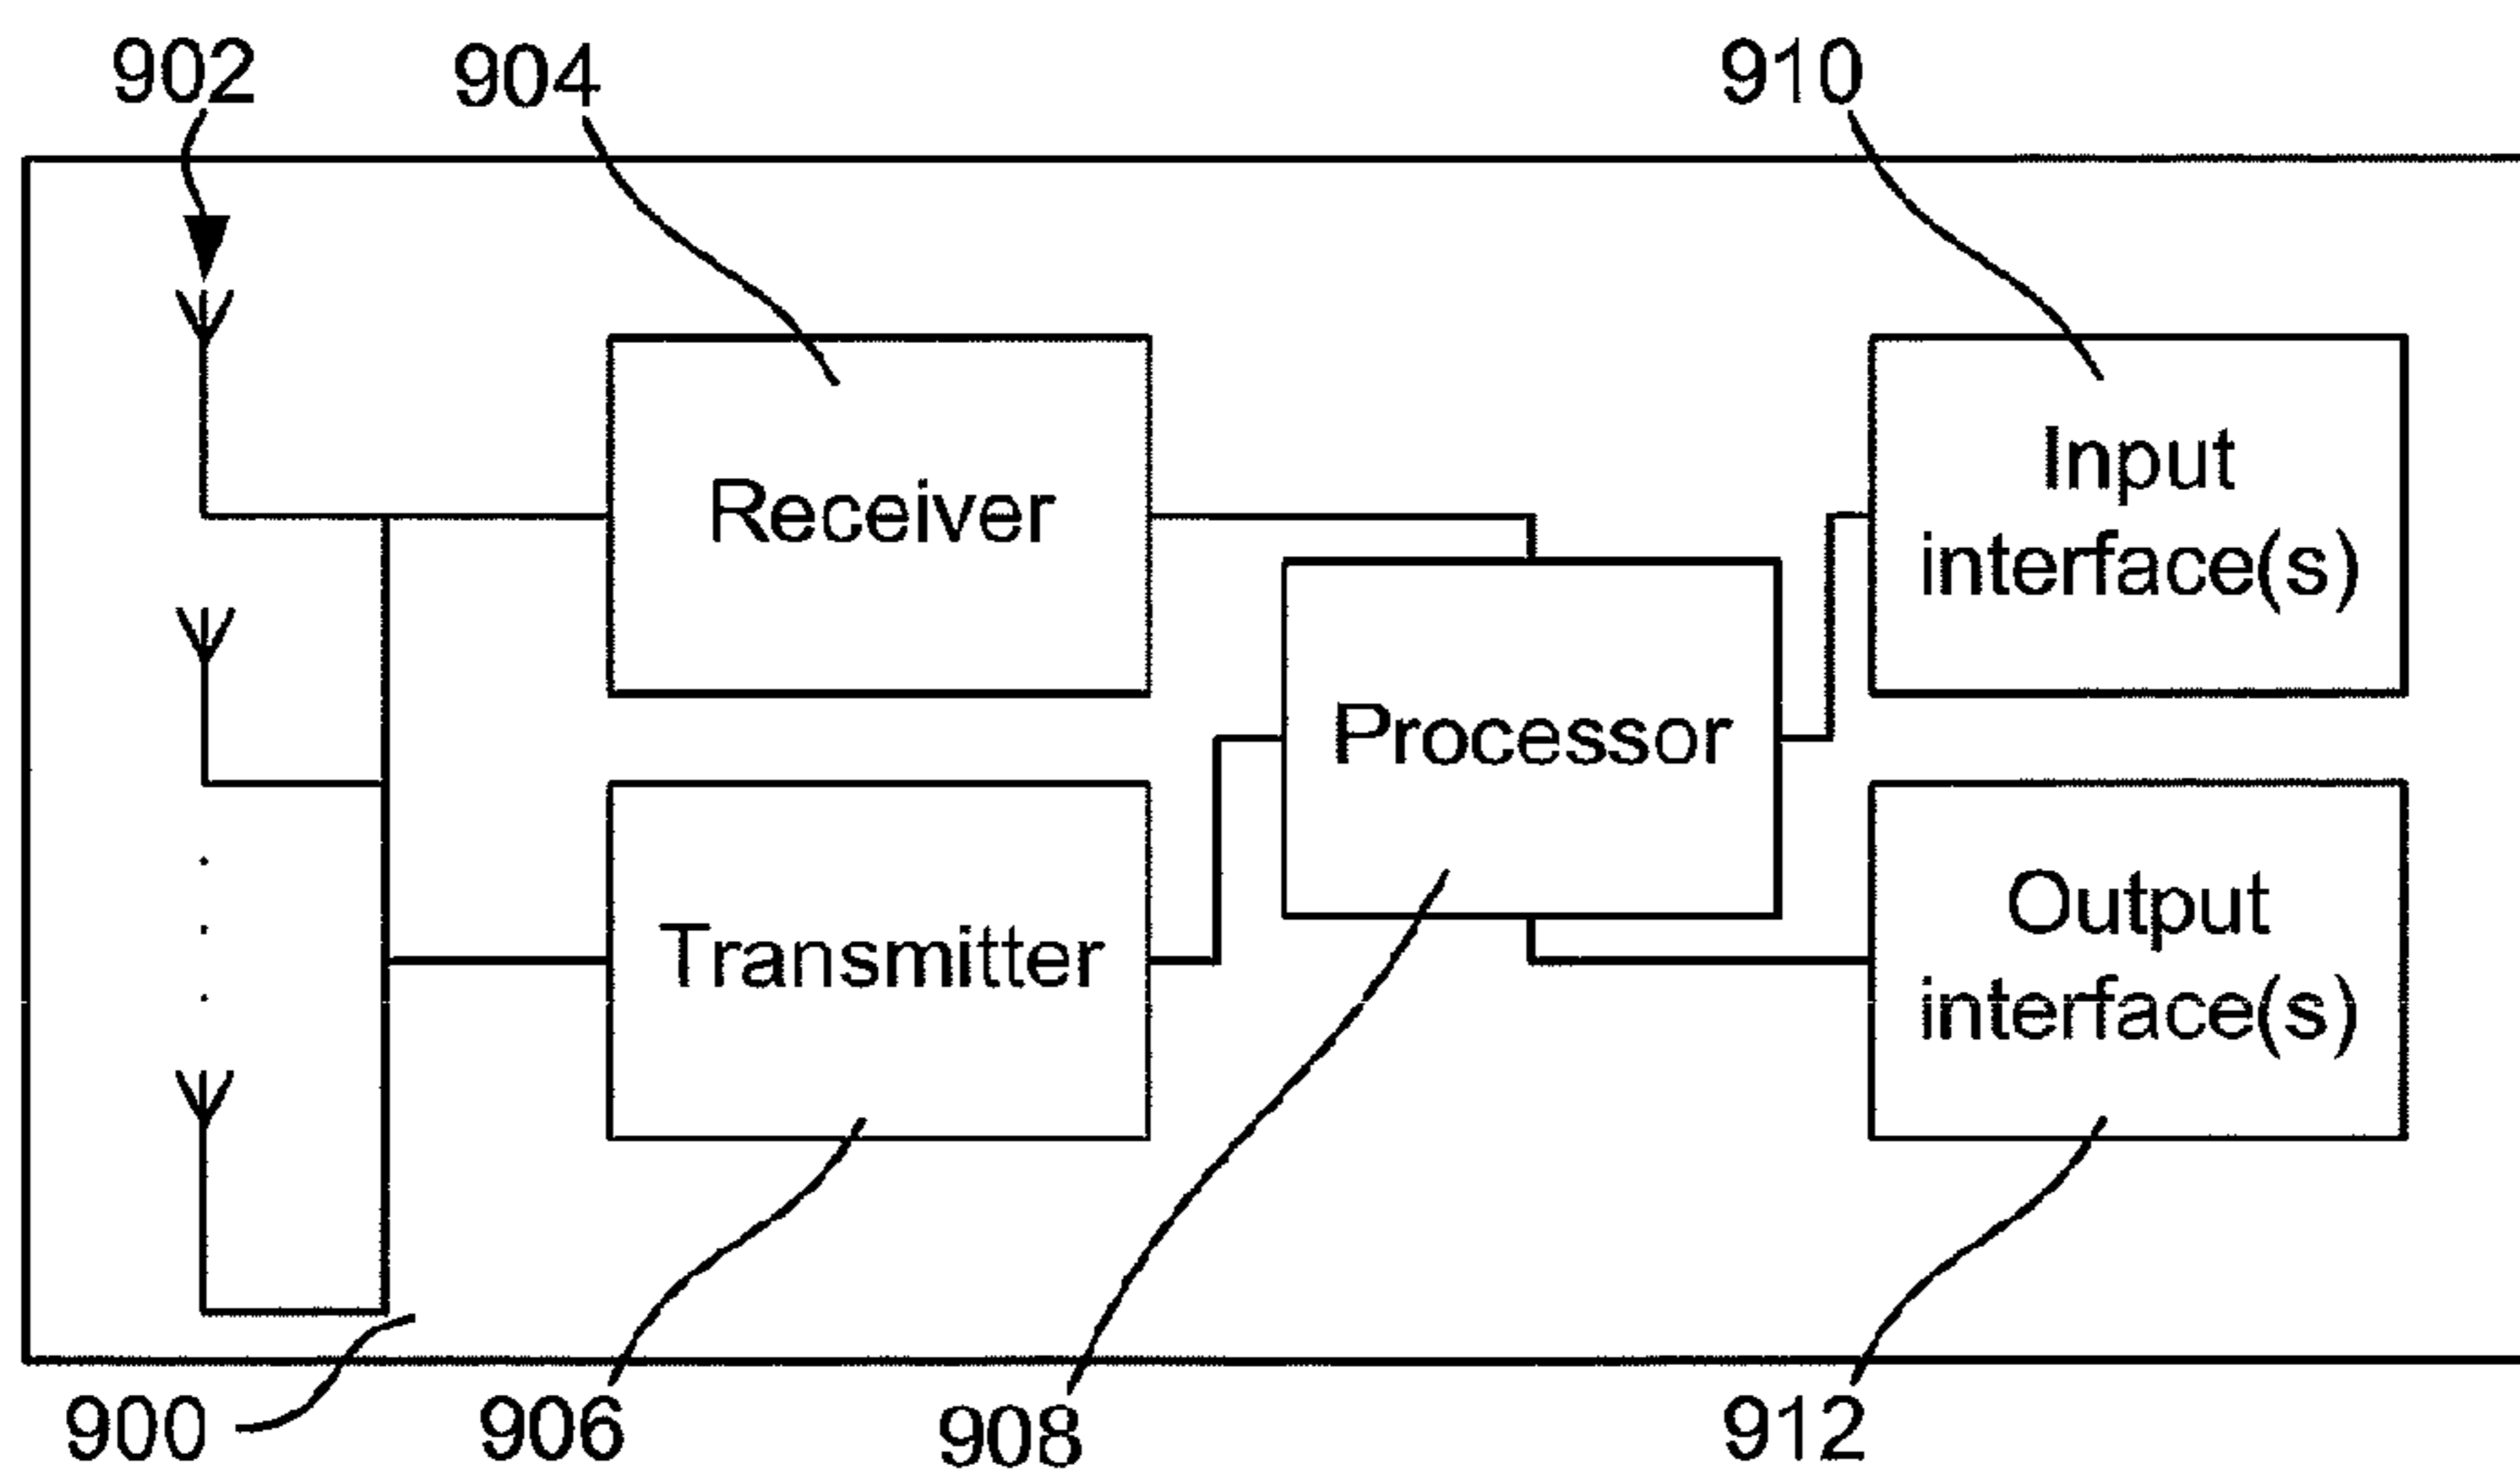 902
904
910
Receiver
Input
interface(s)
Processor
Transmitter
Output
interface(s)
900
906
908
912